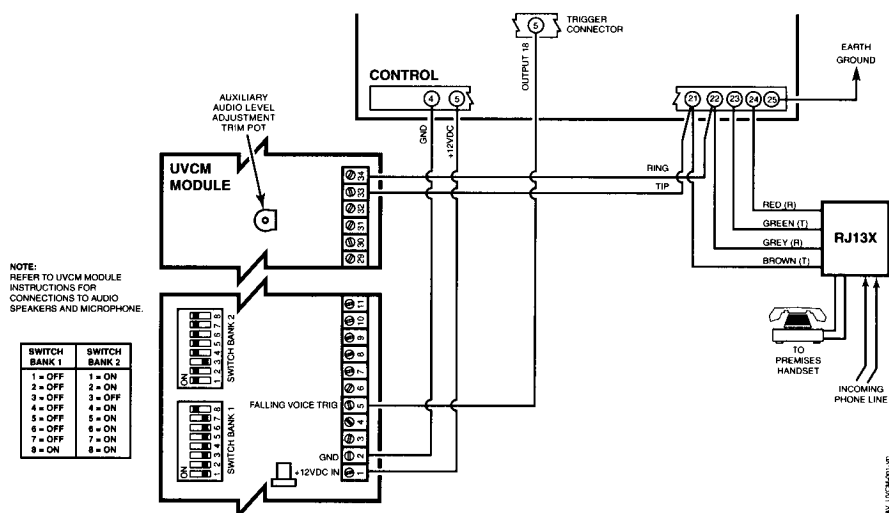 5
TRIGGER
CONNECTOR
OUTPUT 18
EARTH
GROUND
CONTROL
4
5
21
22
23
24
25
GND
+12VDC
AUXILIARY
AUDIO LEVEL
ADJUSTMENT
TRIM POT
UVCM
MODULE
34
33
32
31
30
29
RING
TIP
RED (R)
GREEN (T)
GREY (R)
BROWN (T)
RJ13X
NOTE:
REFER TO UVCM MODULE
INSTRUCTIONS FOR
CONNECTIONS TO AUDIO
SPEAKERS AND MICROPHONE.
SWITCH BANK 1 SWITCH BANK 2
1 = OFF 1 = ON
2 = OFF 2 = ON
3 = OFF 3 = OFF
4 = OFF 4 = ON
5 = OFF 5 = ON
6 = OFF 6 = ON
7 = OFF 7 = ON
8 = ON 8 = ON
ON
1 2 3 4 5 6 7 8
SWITCH BANK 2
ON
1 2 3 4 5 6 7 8
SWITCH BANK 1
11
10
9
8
7
6
FALLING VOICE TRIG 5
4
3
GND 2
+12VDC IN 1
TO
PREMISES
HANDSET
INCOMING
PHONE LINE